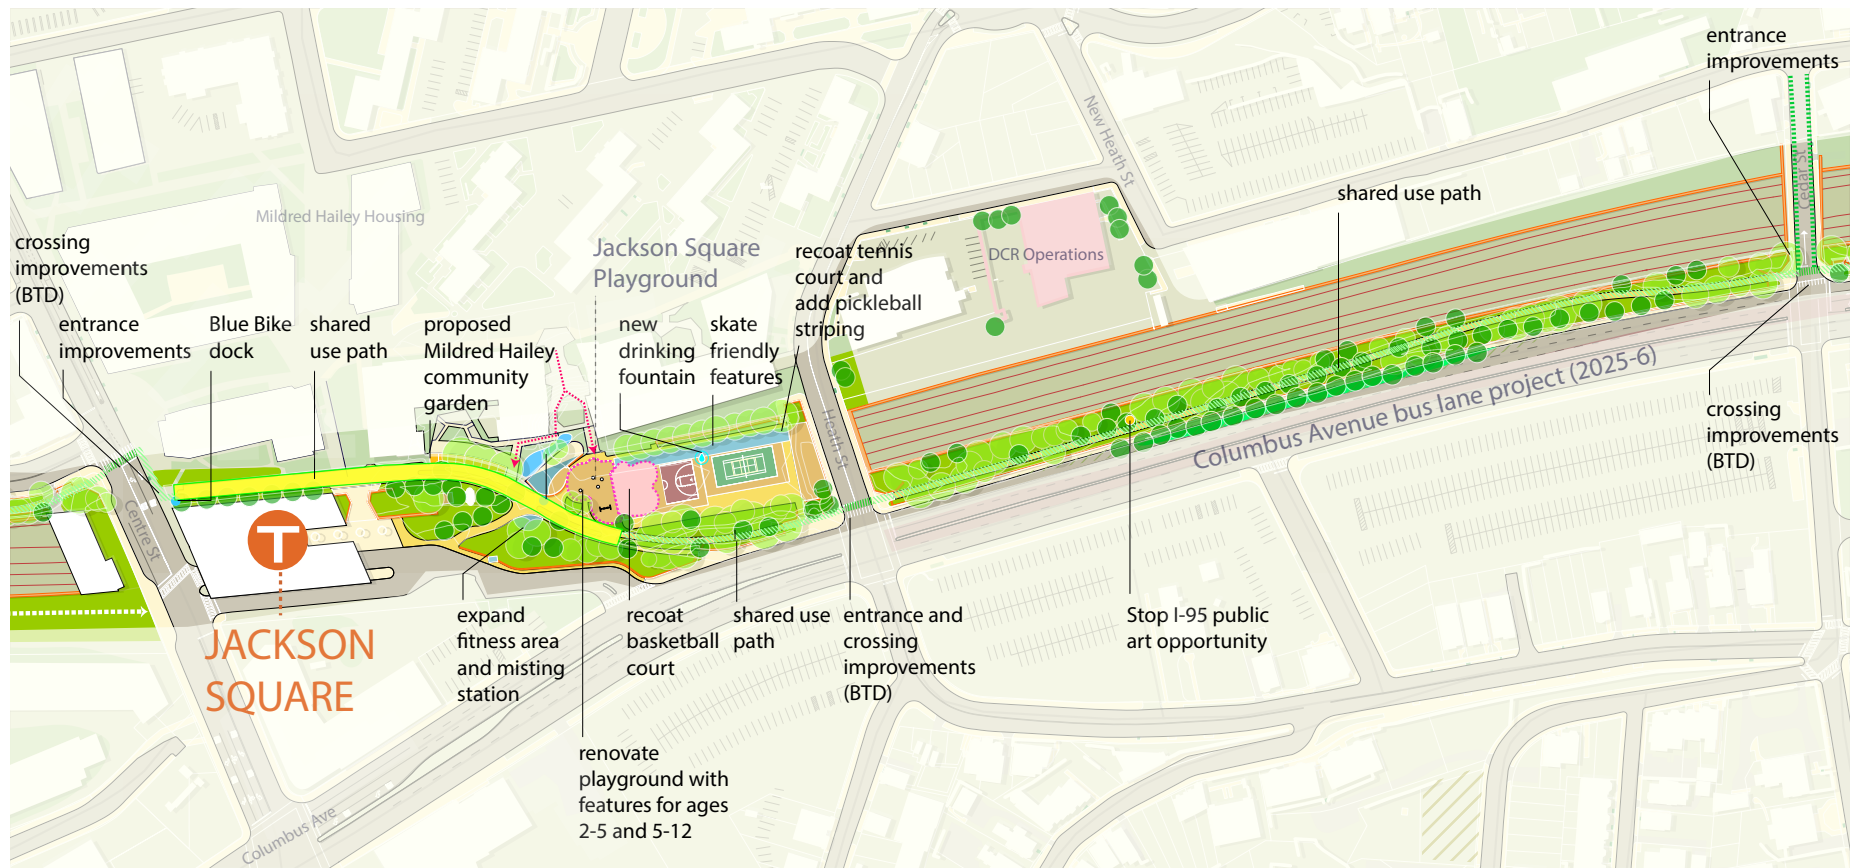 entrance
improvements
New Heath St
Cedar St
shared use path
Mildred Hailey Housing
crossing
improvements
(BTD)
Jackson Square
Playground
recoat tennis
court and
add pickleball
striping
DCR Operations
entrance
improvements
Blue Bike
dock
shared
use path
proposed
Mildred Hailey
community
garden
new
drinking
fountain
skate
friendly
features
Heath St
Columbus Avenue bus lane project (2025-6)
crossing
improvements
(BTD)
Centre St
T
I
JACKSON
SQUARE
expand
fitness area
and misting
station
recoat
basketball
court
shared use
path
entrance and
crossing
improvements
(BTD)
Stop I-95 public
art opportunity
renovate
playground with
features for ages
2-5 and 5-12
Columbus Ave